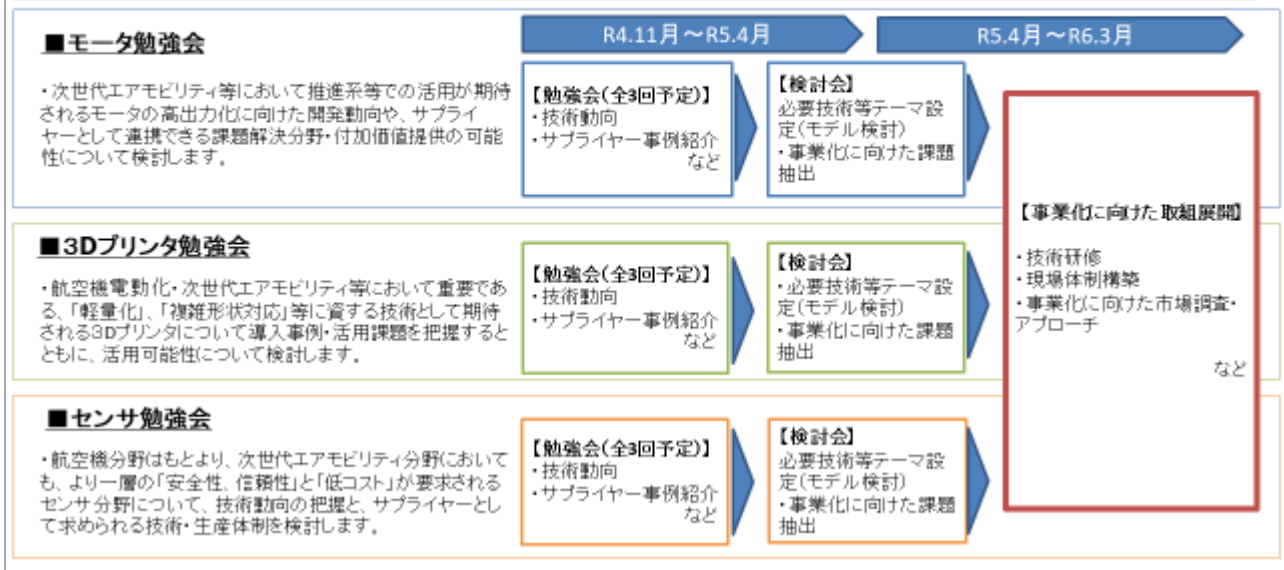 R4.11月～R5.4月
R5.4月～R6.3月
■モータ勉強会
・次世代エアモビリティ等において推進系等での活用が期待
されるモータの高出力化に向けた開発動向や、サプライ
ヤーとして連携できる課題解決分野・付加価値提供の可能
性について検討します。
【勉強会(全3回予定)】
・技術動向
・サプライヤー事例紹介
など
【検討会】
必要技術等テーマ設
定(モデル検討)
・事業化に向けた課題
抽出
■3Dプリンタ勉強会
・航空機電動化・次世代エアモビリティ等において重要であ
る、「軽量化」、「複雑形状対応」等に資する技術として期待
される3Dプリンタについて導入事例・活用課題を把握すると
ともに、活用可能性について検討します。
【勉強会(全3回予定)】
・技術動向
・サプライヤー事例紹介
など
【検討会】
・必要技術等テーマ設
定(モデル検討)
・事業化に向けた課題
抽出
■センサ勉強会
・航空機分野はもとより、次世代エアモビリティ分野において
も、より一層の「安全性、信頼性」と「低コスト」が要求される
センサ分野について、技術動向の把握と、サプライヤーとし
て求められる技術・生産体制を検討します。
【勉強会(全3回予定)】
・技術動向
・サプライヤー事例紹介
など
【検討会】
必要技術等テーマ設
定(モデル検討)
・事業化に向けた課題
抽出
【事業化に向けた取組展開】
・技術研修
・現場体制構築
・事業化に向けた市場調査・
アプローチ
など